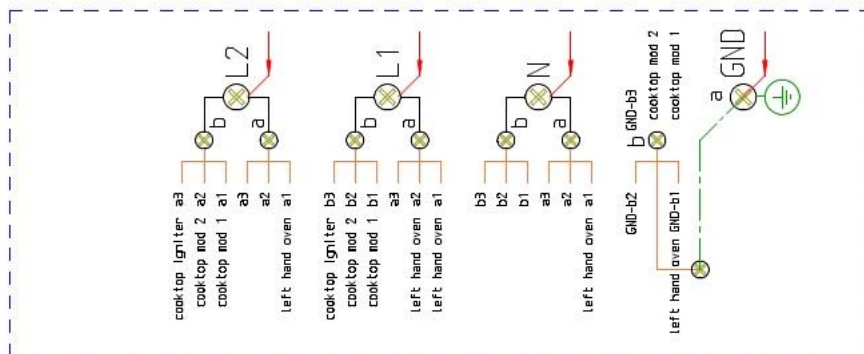 L2
b
a
cooktop igniter a3
cooktop mod 2 a2
cooktop mod 1 a1
a3
a2
left hand oven a1
L1
b
a
cooktop igniter b3
cooktop mod 2 b2
cooktop mod 1 b1
a3
left hand oven a2
left hand oven a1
N
b
a
b3
b2
b1
a3
a2
left hand oven a1
GND
a
b
GND-b3
cooktop mod 2
cooktop mod 1
GND-b2
left hand oven GND-b1